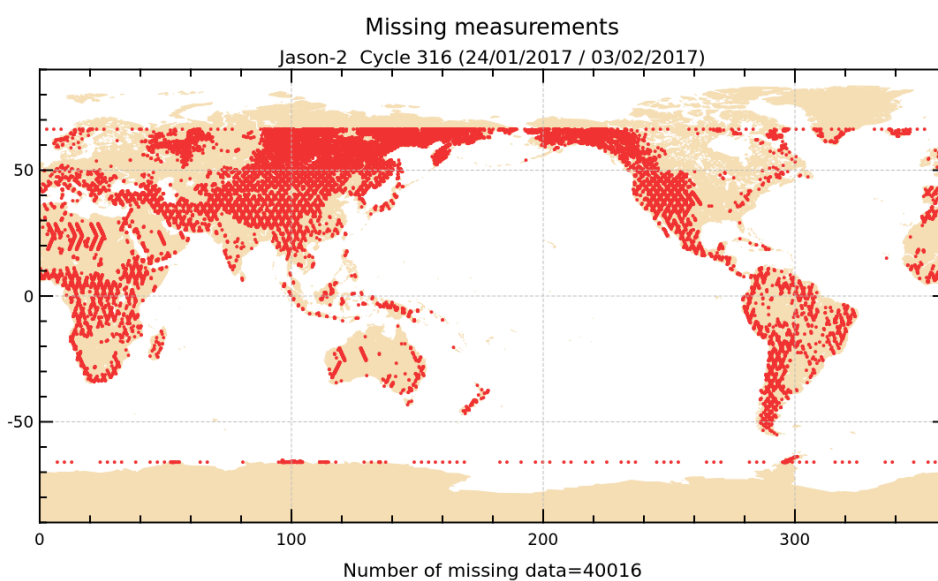 Missing measurements
Jason-2  Cycle 316 (24/01/2017 / 03/02/2017)
50
0
-50
0 100 200 300
Number of missing data=40016